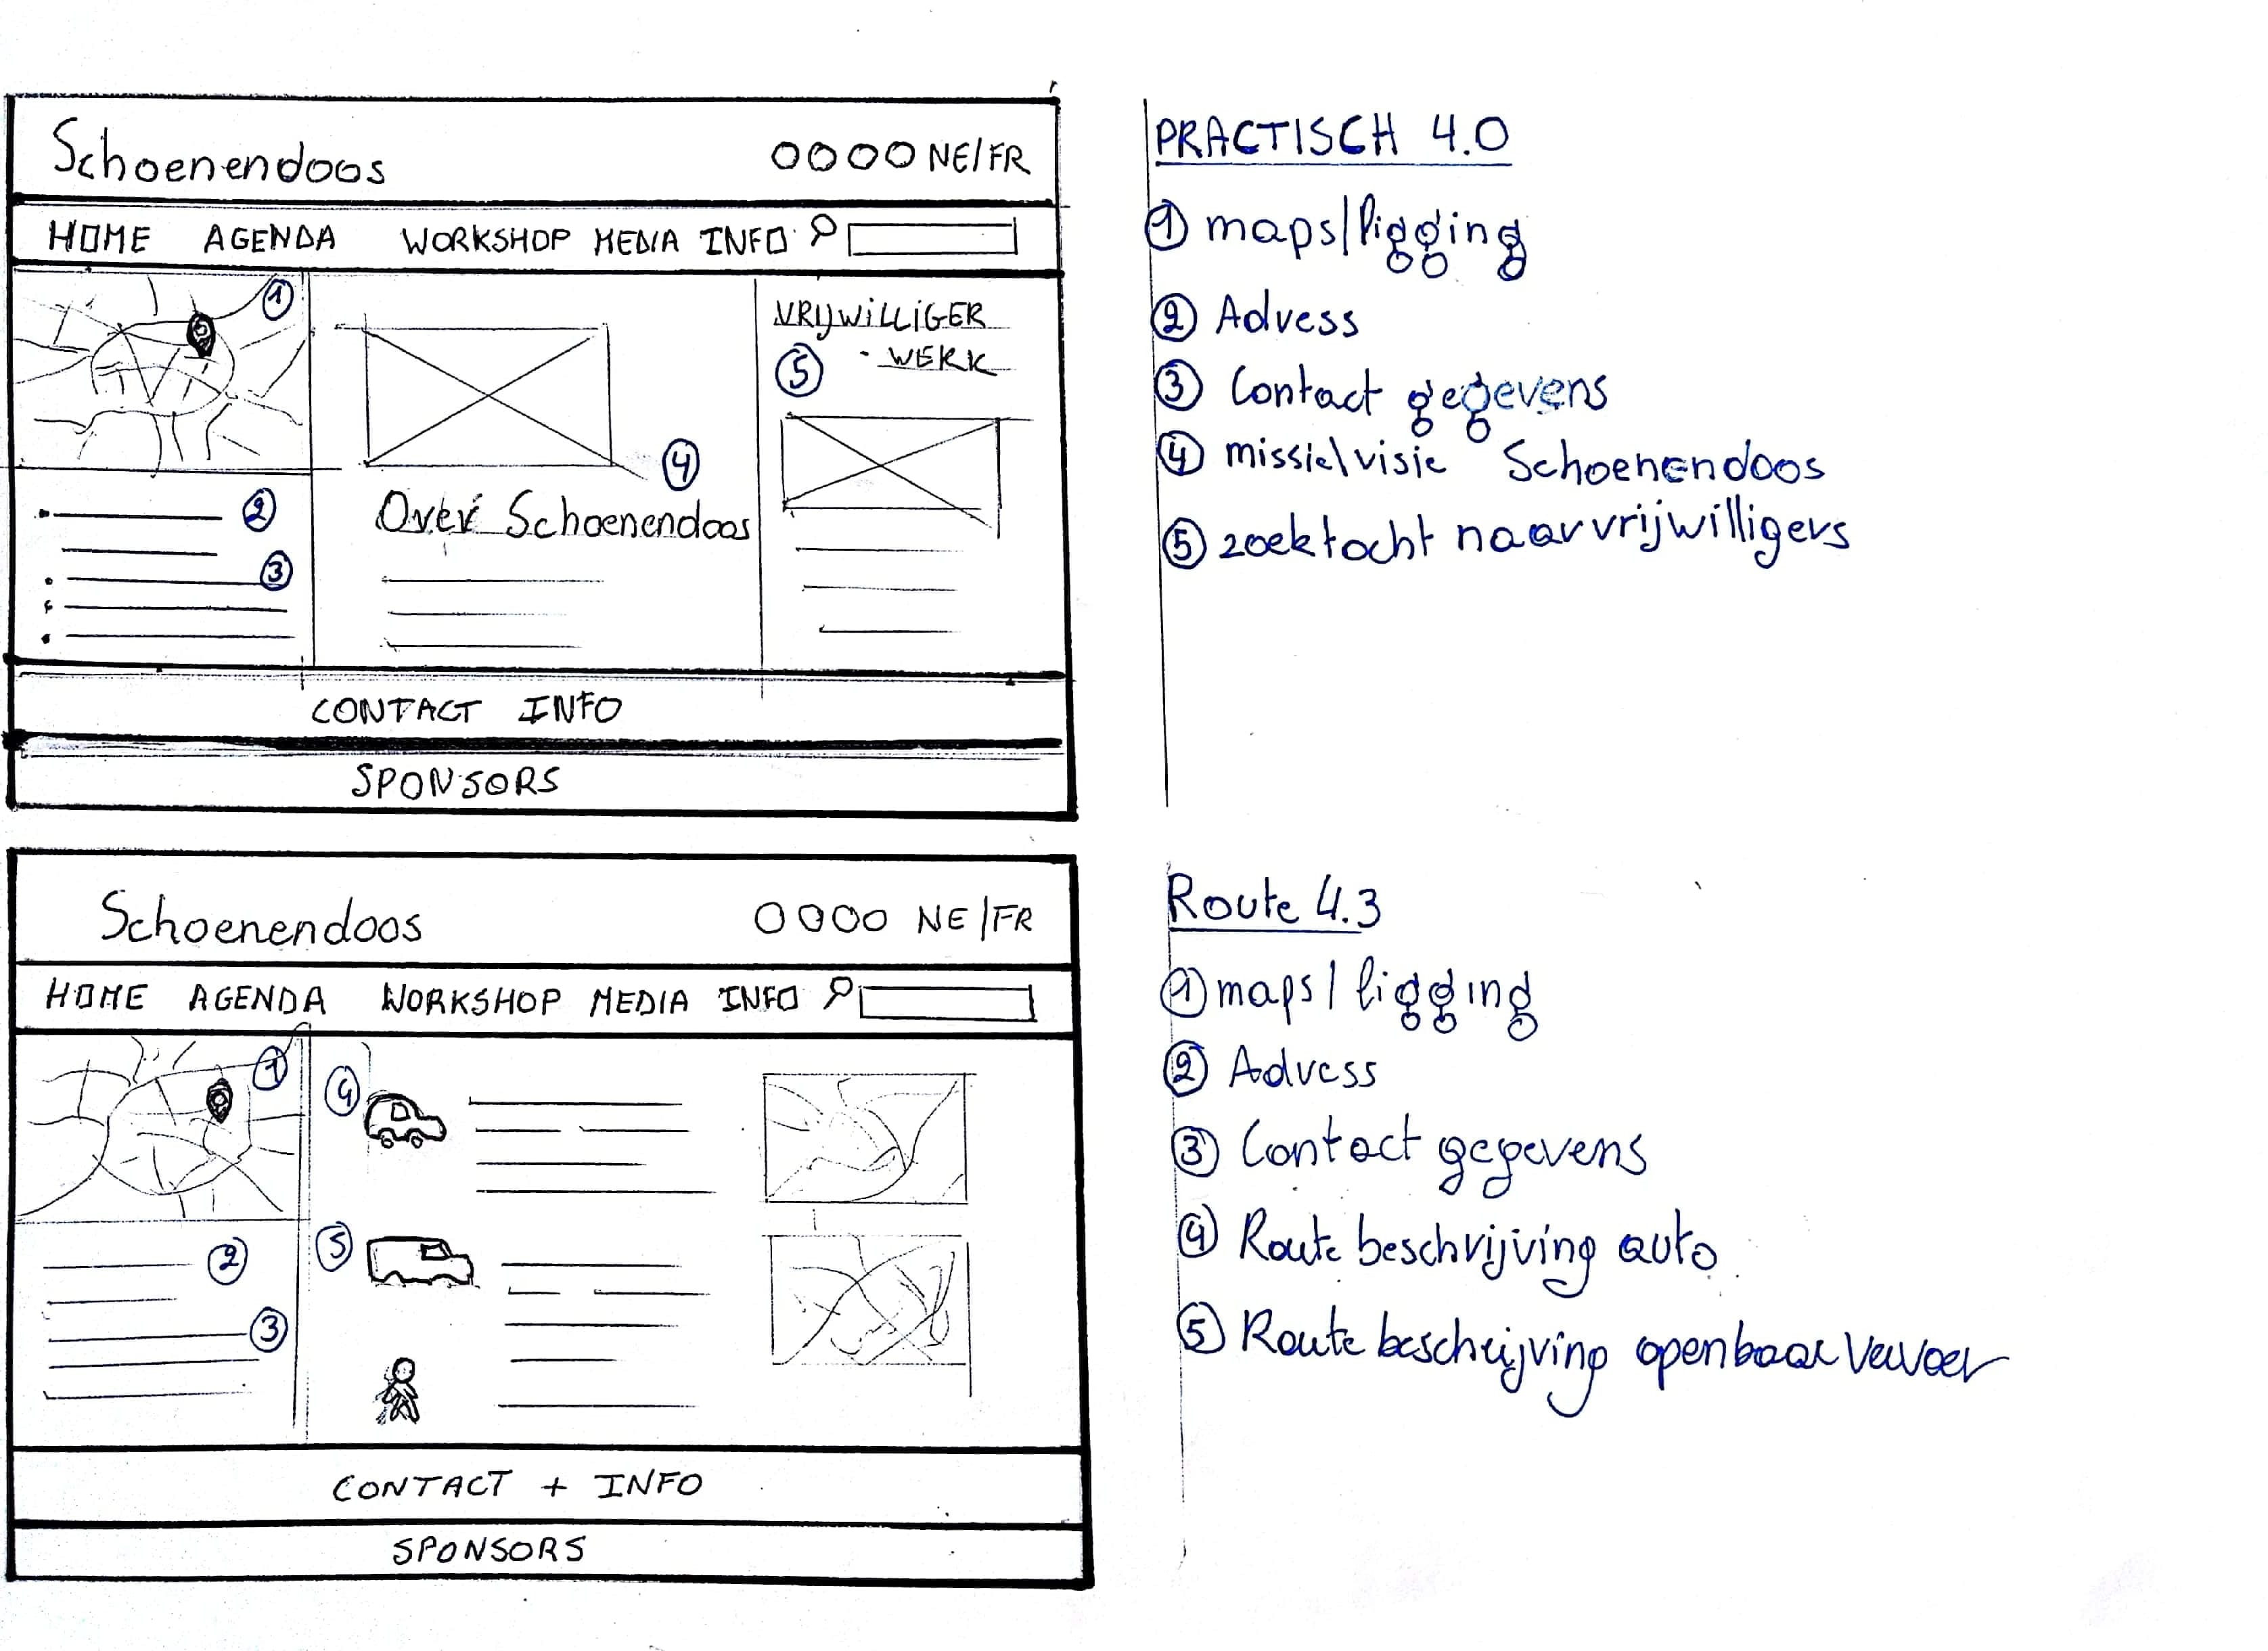 Schoenendoos
OOOO NE/FR
HOME AGENDA WORKSHOP MEDIA INFO
1
2
3
Over Schoenendoos
4
VRIJWILLIGER
- WERK
5
CONTACT INFO
SPONSORS
PRACTISCH 4.0
1 maps/ligging
2 Adress
3 Contact gegevens
4 missie/visie Schoenendoos
5 zoektocht naar vrijwilligers
Schoenendoos
OOOO NE/FR
HOME AGENDA WORKSHOP MEDIA INFO
1
2
3
4
5
CONTACT + INFO
SPONSORS
Route 4.3
1 maps/ligging
2 Adress
3 Contact gegevens
4 Route beschrijving auto
5 Route beschrijving openbaar vervoer